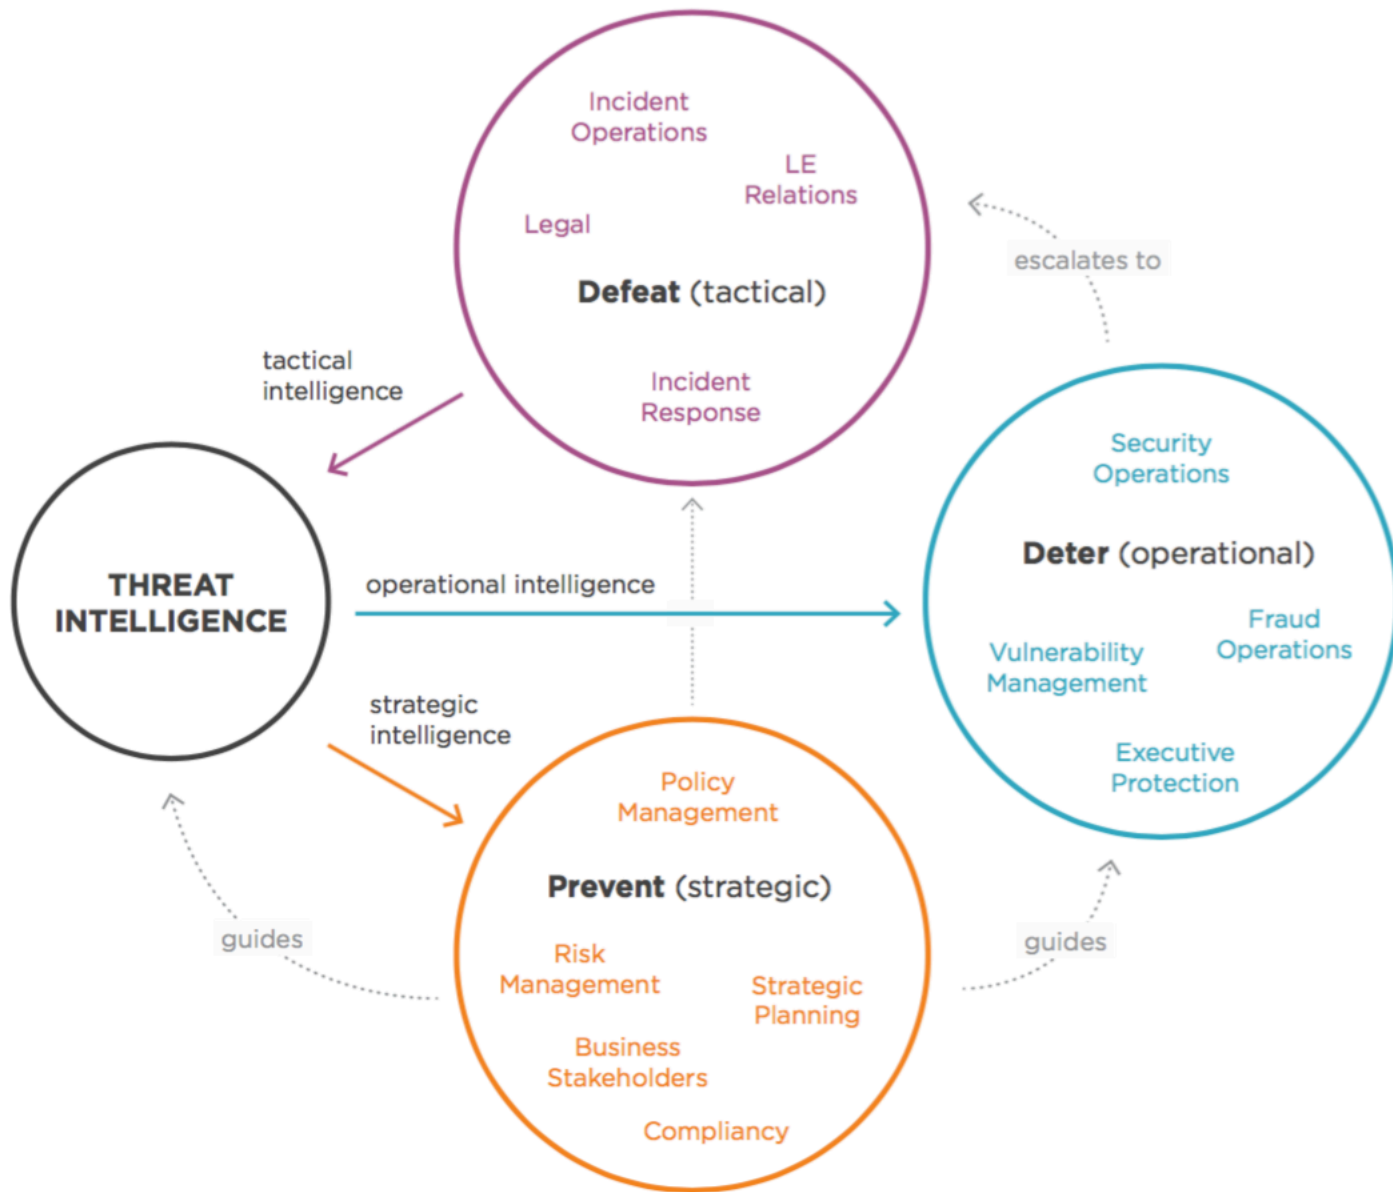 Incident
Operations
LE
Relations
Legal
Defeat (tactical)
Incident
Response
escalates to
tactical
intelligence
Security
Operations
Deter (operational)
Fraud
Operations
Vulnerability
Management
Executive
Protection
THREAT
INTELLIGENCE
operational intelligence
strategic
intelligence
Policy
Management
Prevent (strategic)
Risk
Management
Strategic
Planning
Business
Stakeholders
Compliancy
guides
guides